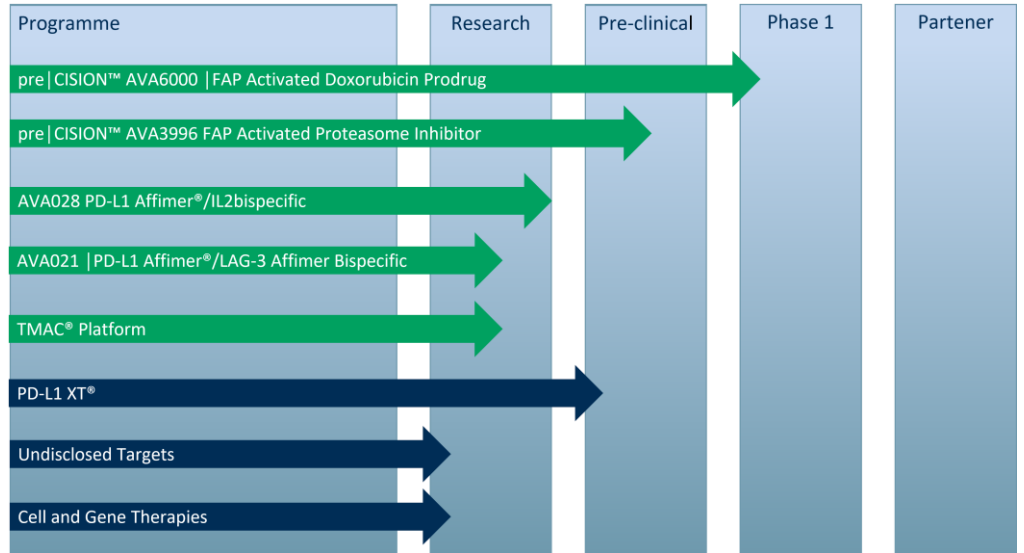 Programme Research Pre-clinical Phase 1 Partener
pre|CISION™ AVA6000 |FAP Activated Doxorubicin Prodrug
pre|CISION™ AVA3996 FAP Activated Proteasome Inhibitor
AVA028 PD-L1 Affimer®/IL2bispecific
AVA021 |PD-L1 Affimer®/LAG-3 Affimer Bispecific
TMAC® Platform
PD-L1 XT®
Undisclosed Targets
Cell and Gene Therapies